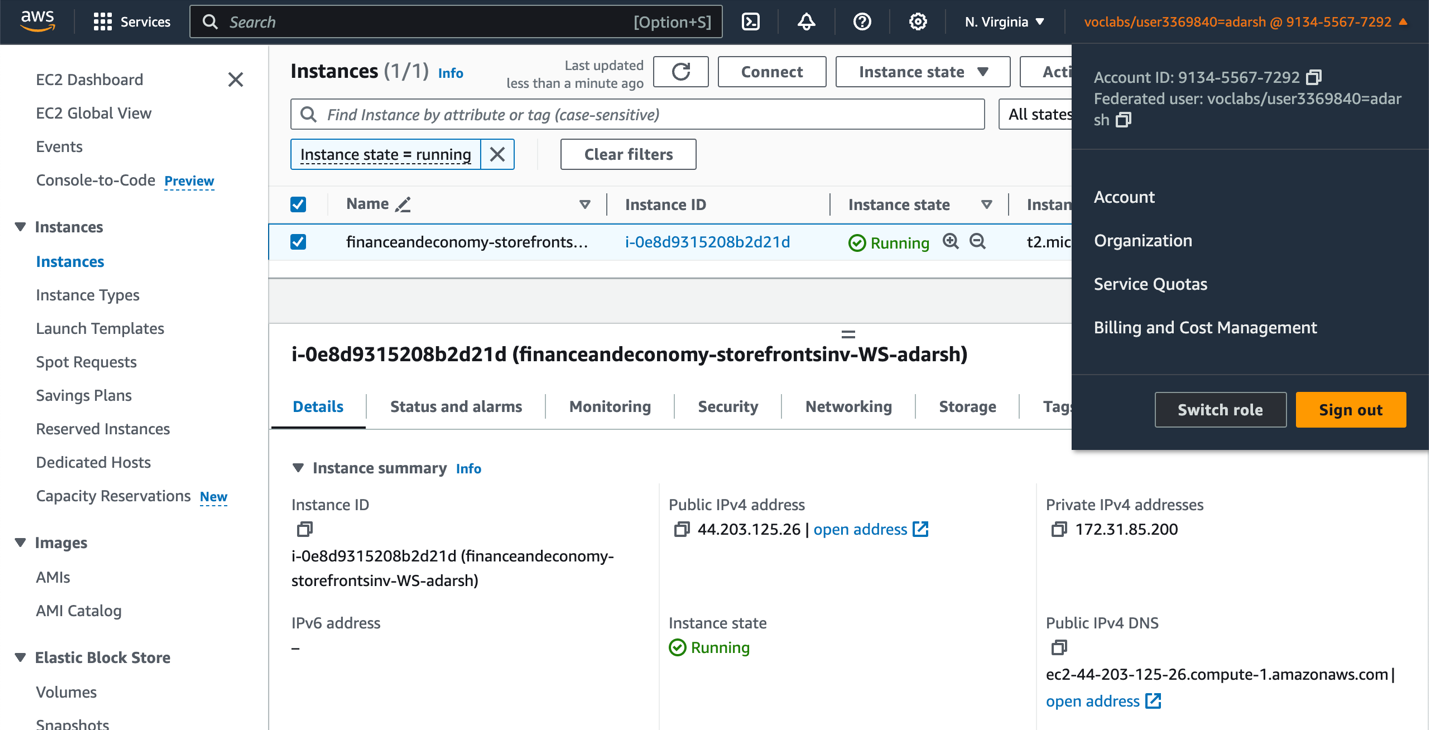 aws
Services
Search [Option+S]
N. Virginia
voclabs/user3369840=adarsh @ 9134-5567-7292
Account ID: 9134-5567-7292
Federated user: voclabs/user3369840=adar
sh
Account
Organization
Service Quotas
Billing and Cost Management
Switch role
Sign out
EC2 Dashboard
EC2 Global View
Events
Console-to-Code Preview
Instances
Instances
Instance Types
Launch Templates
Spot Requests
Savings Plans
Reserved Instances
Dedicated Hosts
Capacity Reservations New
Images
AMIs
AMI Catalog
Elastic Block Store
Volumes
Snapshots
Instances (1/1) Info
Last updated
less than a minute ago
Connect
Instance state
Acti
Find Instance by attribute or tag (case-sensitive)
All states
Instance state = running
Clear filters
Name
Instance ID
Instance state
Instan
financeandeconomy-storefronts...
i-0e8d9315208b2d21d
Running
t2.mic
i-0e8d9315208b2d21d (financeandeconomy-storefrontsinv-WS-adarsh)
Details
Status and alarms
Monitoring
Security
Networking
Storage
Tags
Instance summary Info
Instance ID
i-0e8d9315208b2d21d (financeandeconomy-
storefrontsinv-WS-adarsh)
Public IPv4 address
44.203.125.26 | open address
Private IPv4 addresses
172.31.85.200
IPv6 address
–
Instance state
Running
Public IPv4 DNS
ec2-44-203-125-26.compute-1.amazonaws.com |
open address